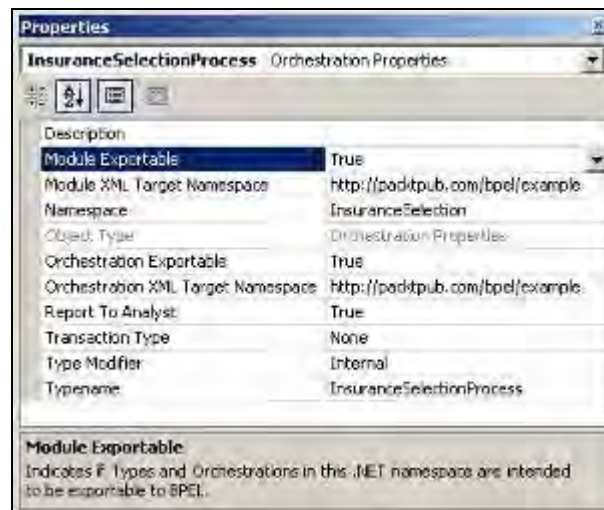 Properties
InsuranceSelectionProcess Orchestration Properties
Description
Module Exportable True
Module XML Target Namespace http://packtpub.com/bpel/example
Namespace InsuranceSelection
Object Type Orchestration Properties
Orchestration Exportable True
Orchestration XML Target Namespace http://packtpub.com/bpel/example
Report To Analyst True
Transaction Type None
Type Modifier Internal
Typename InsuranceSelectionProcess
Module Exportable
Indicates if Types and Orchestrations in this .NET namespace are intended
to be exportable to BPEL.